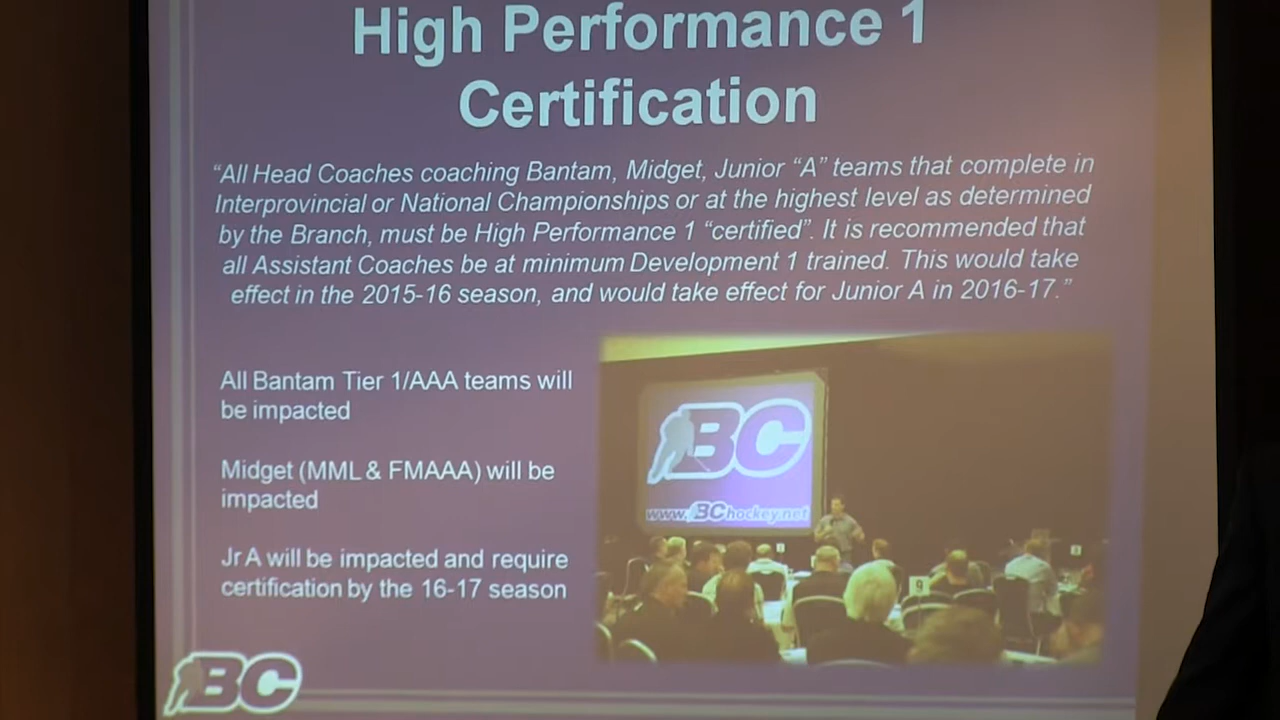 High Performance 1
Certification
“All Head Coaches coaching Bantam, Midget, Junior “A” teams that complete in
Interprovincial or National Championships or at the highest level as determined
by the Branch, must be High Performance 1 “certified”. It is recommended that
all Assistant Coaches be at minimum Development 1 trained. This would take
effect in the 2015-16 season, and would take effect for Junior A in 2016-17.”
All Bantam Tier 1/AAA teams will
be impacted
Midget (MML & FMAAA) will be
impacted
Jr A will be impacted and require
certification by the 16-17 season
BC
www.BChockey.net
9
BC